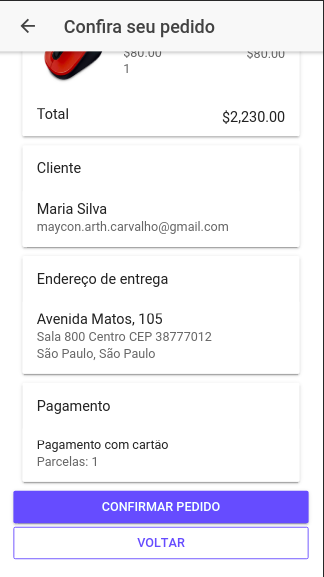 Confira seu pedido
$80.00
$80.00
1
Total
$2,230.00
Cliente
Maria Silva
maycon.arth.carvalho@gmail.com
Endereço de entrega
Avenida Matos, 105
Sala 800 Centro CEP 38777012
São Paulo, São Paulo
Pagamento
Pagamento com cartão
Parcelas: 1
CONFIRMAR PEDIDO
VOLTAR